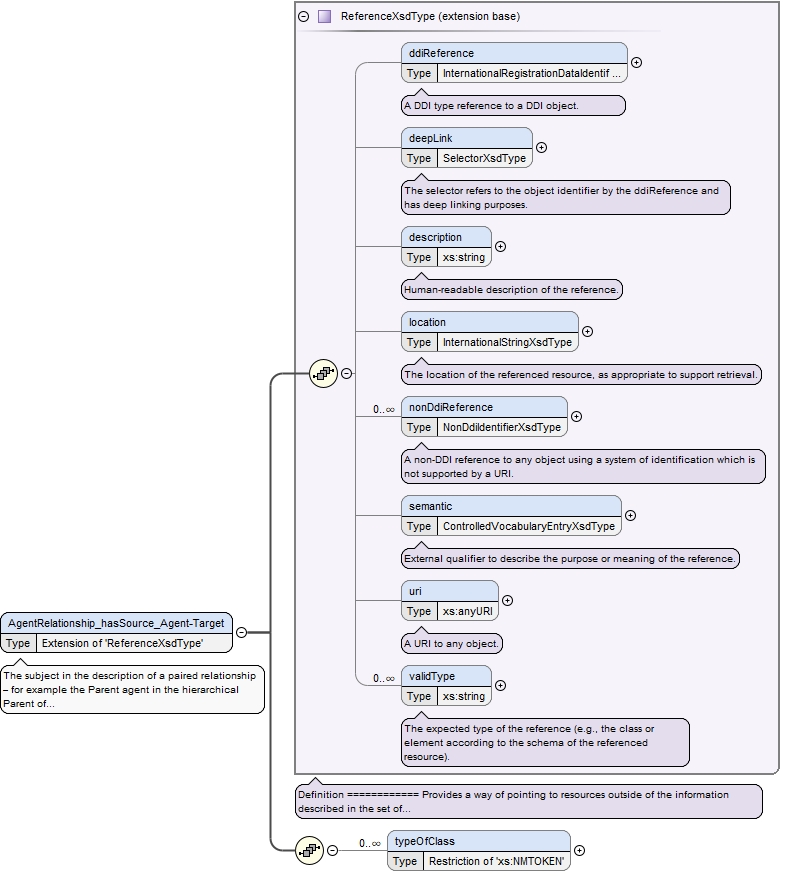 ReferenceXsdType (extension base)
ddiReference
Type InternationalRegistrationDataIdentif ...
A DDI type reference to a DDI object.
deepLink
Type SelectorXsdType
The selector refers to the object identifier by the ddiReference and
has deep linking purposes.
description
Type xs:string
Human-readable description of the reference.
location
Type InternationalStringXsdType
The location of the referenced resource, as appropriate to support retrieval.
0..∞ nonDdiReference
Type NonDdiIdentifierXsdType
A non-DDI reference to any object using a system of identification which is
not supported by a URI.
semantic
Type ControlledVocabularyEntryXsdType
External qualifier to describe the purpose or meaning of the reference.
uri
Type xs:anyURI
A URI to any object.
0..∞ validType
Type xs:string
The expected type of the reference (e.g., the class or
element according to the schema of the referenced
resource).
AgentRelationship_hasSource_Agent-Target
Type Extension of 'ReferenceXsdType'
The subject in the description of a paired relationship
– for example the Parent agent in the hierarchical
Parent of...
Definition ============ Provides a way of pointing to resources outside of the information
described in the set of...
0..∞ typeOfClass
Type Restriction of 'xs:NMTOKEN'